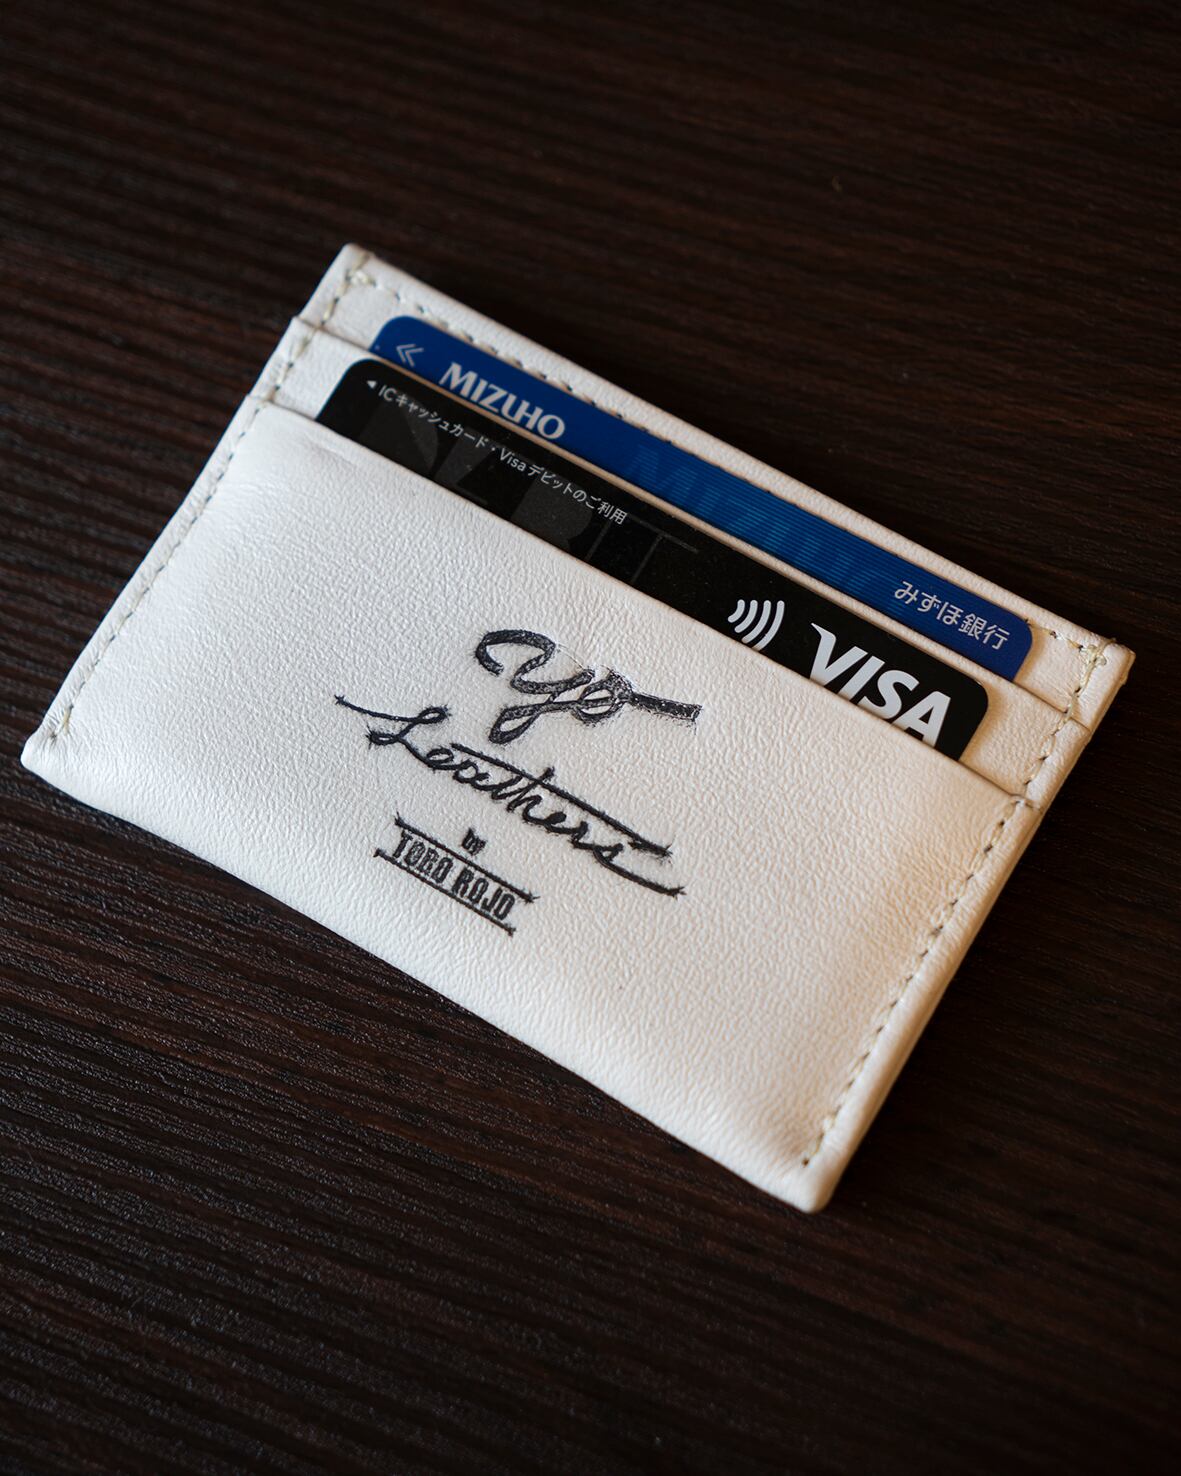 MIZUHO
みずほ銀行
◀ICキャッシュカード・Visaデビットのご利用
VISA
yp
Leathers
by
TORO ROJO